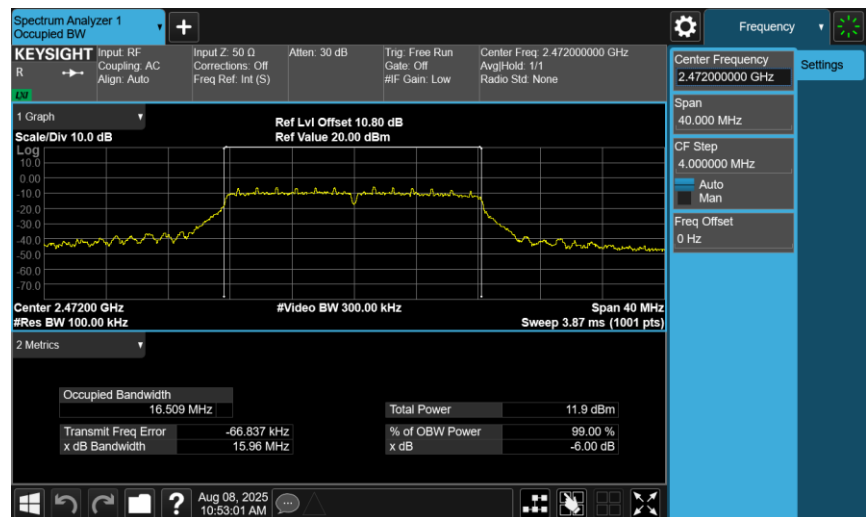 Spectrum Analyzer 1
Occupied BW
Frequency
KEYSIGHT
R
LXI
Input: RF
Coupling: AC
Align: Auto
Input Z: 50 Ω
Corrections: Off
Freq Ref: Int (S)
Atten: 30 dB
Trig: Free Run
Gate: Off
#IF Gain: Low
Center Freq: 2.472000000 GHz
Avg|Hold: 1/1
Radio Std: None
Center Frequency
2.472000000 GHz
Settings
Span
40.000 MHz
CF Step
4.000000 MHz
Auto
Man
Freq Offset
0 Hz
1 Graph
Scale/Div 10.0 dB
Ref Lvl Offset 10.80 dB
Ref Value 20.00 dBm
Log
10.0
0.00
-10.0
-20.0
-30.0
-40.0
-50.0
-60.0
-70.0
Center 2.47200 GHz
#Video BW 300.00 kHz
Span 40 MHz
#Res BW 100.00 kHz
Sweep 3.87 ms (1001 pts)
2 Metrics
Occupied Bandwidth
16.509 MHz
Total Power 11.9 dBm
Transmit Freq Error -66.837 kHz
% of OBW Power 99.00 %
x dB Bandwidth 15.96 MHz
x dB -6.00 dB
Aug 08, 2025
10:53:01 AM